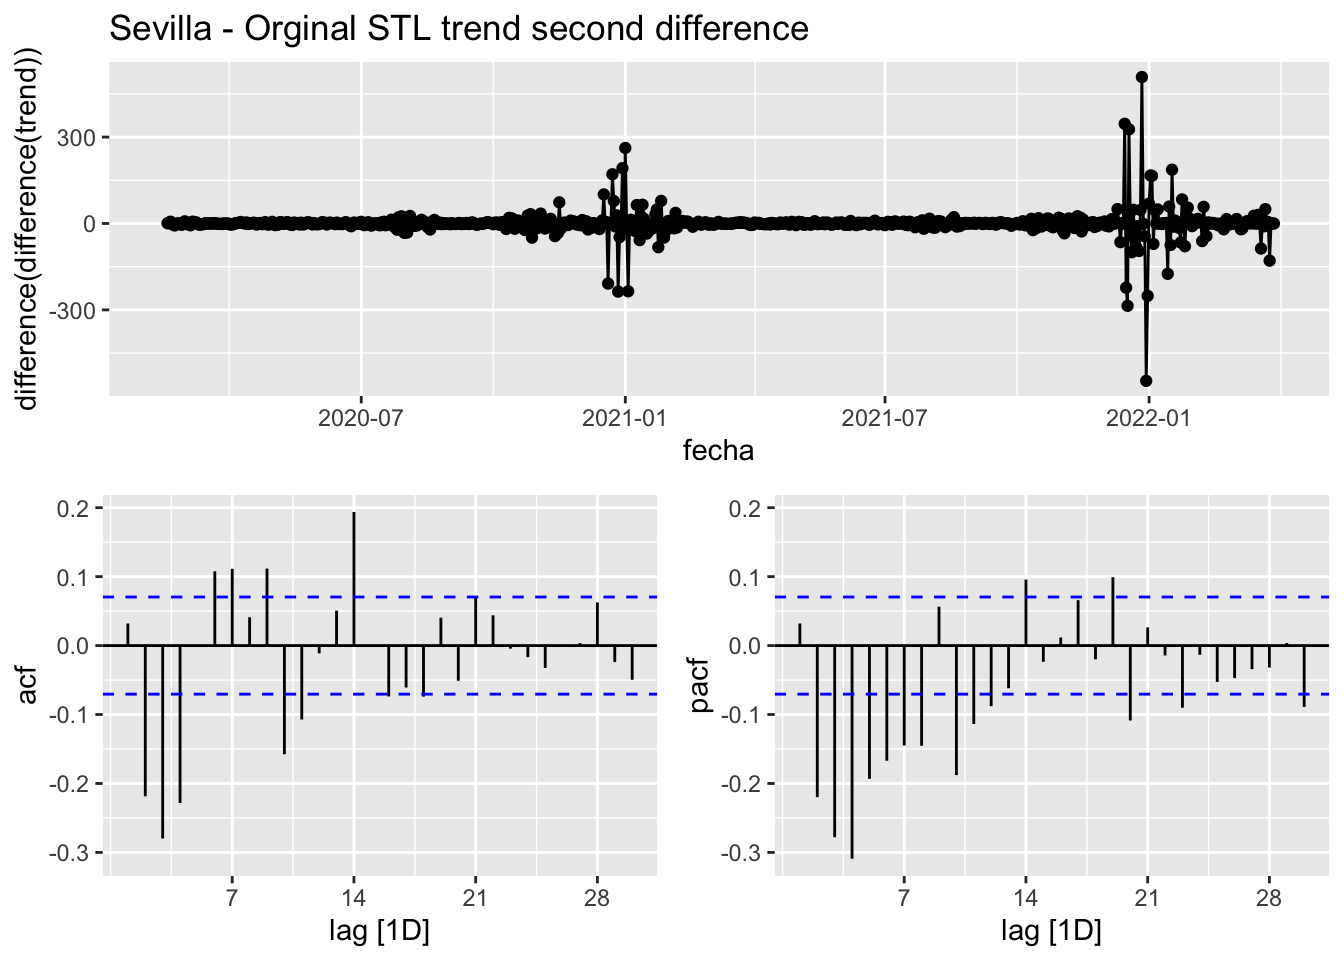 Sevilla - Orginal STL trend second difference
difference(difference(trend))
300
0
-300
2020-07 2021-01 2021-07 2022-01
fecha
acf
0.2
0.1
0.0
-0.1
-0.2
-0.3
7 14 21 28
lag [1D]
pacf
0.2
0.1
0.0
-0.1
-0.2
-0.3
7 14 21 28
lag [1D]